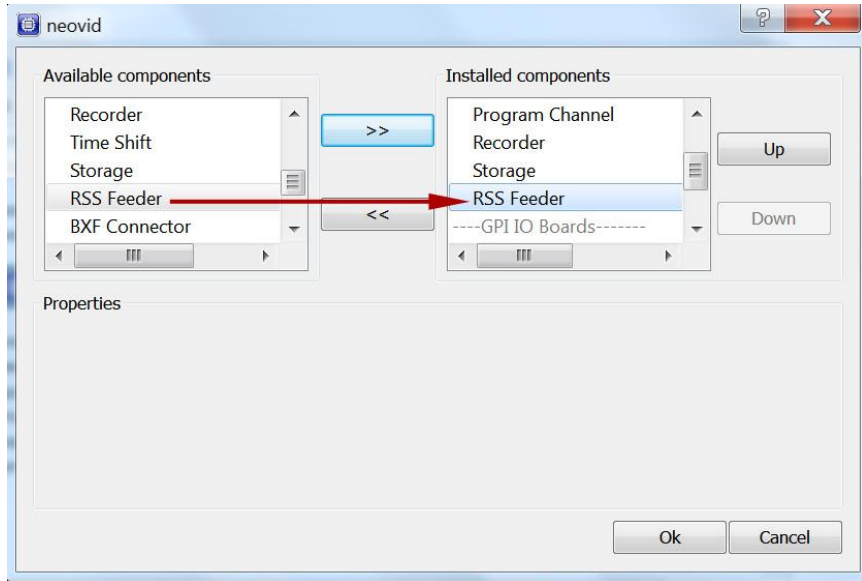 neovid
Available components
Recorder
Time Shift
Storage
RSS Feeder
BXF Connector
>>
<<
Installed components
Program Channel
Recorder
Storage
RSS Feeder
----GPI IO Boards-------
Up
Down
Properties
Ok
Cancel